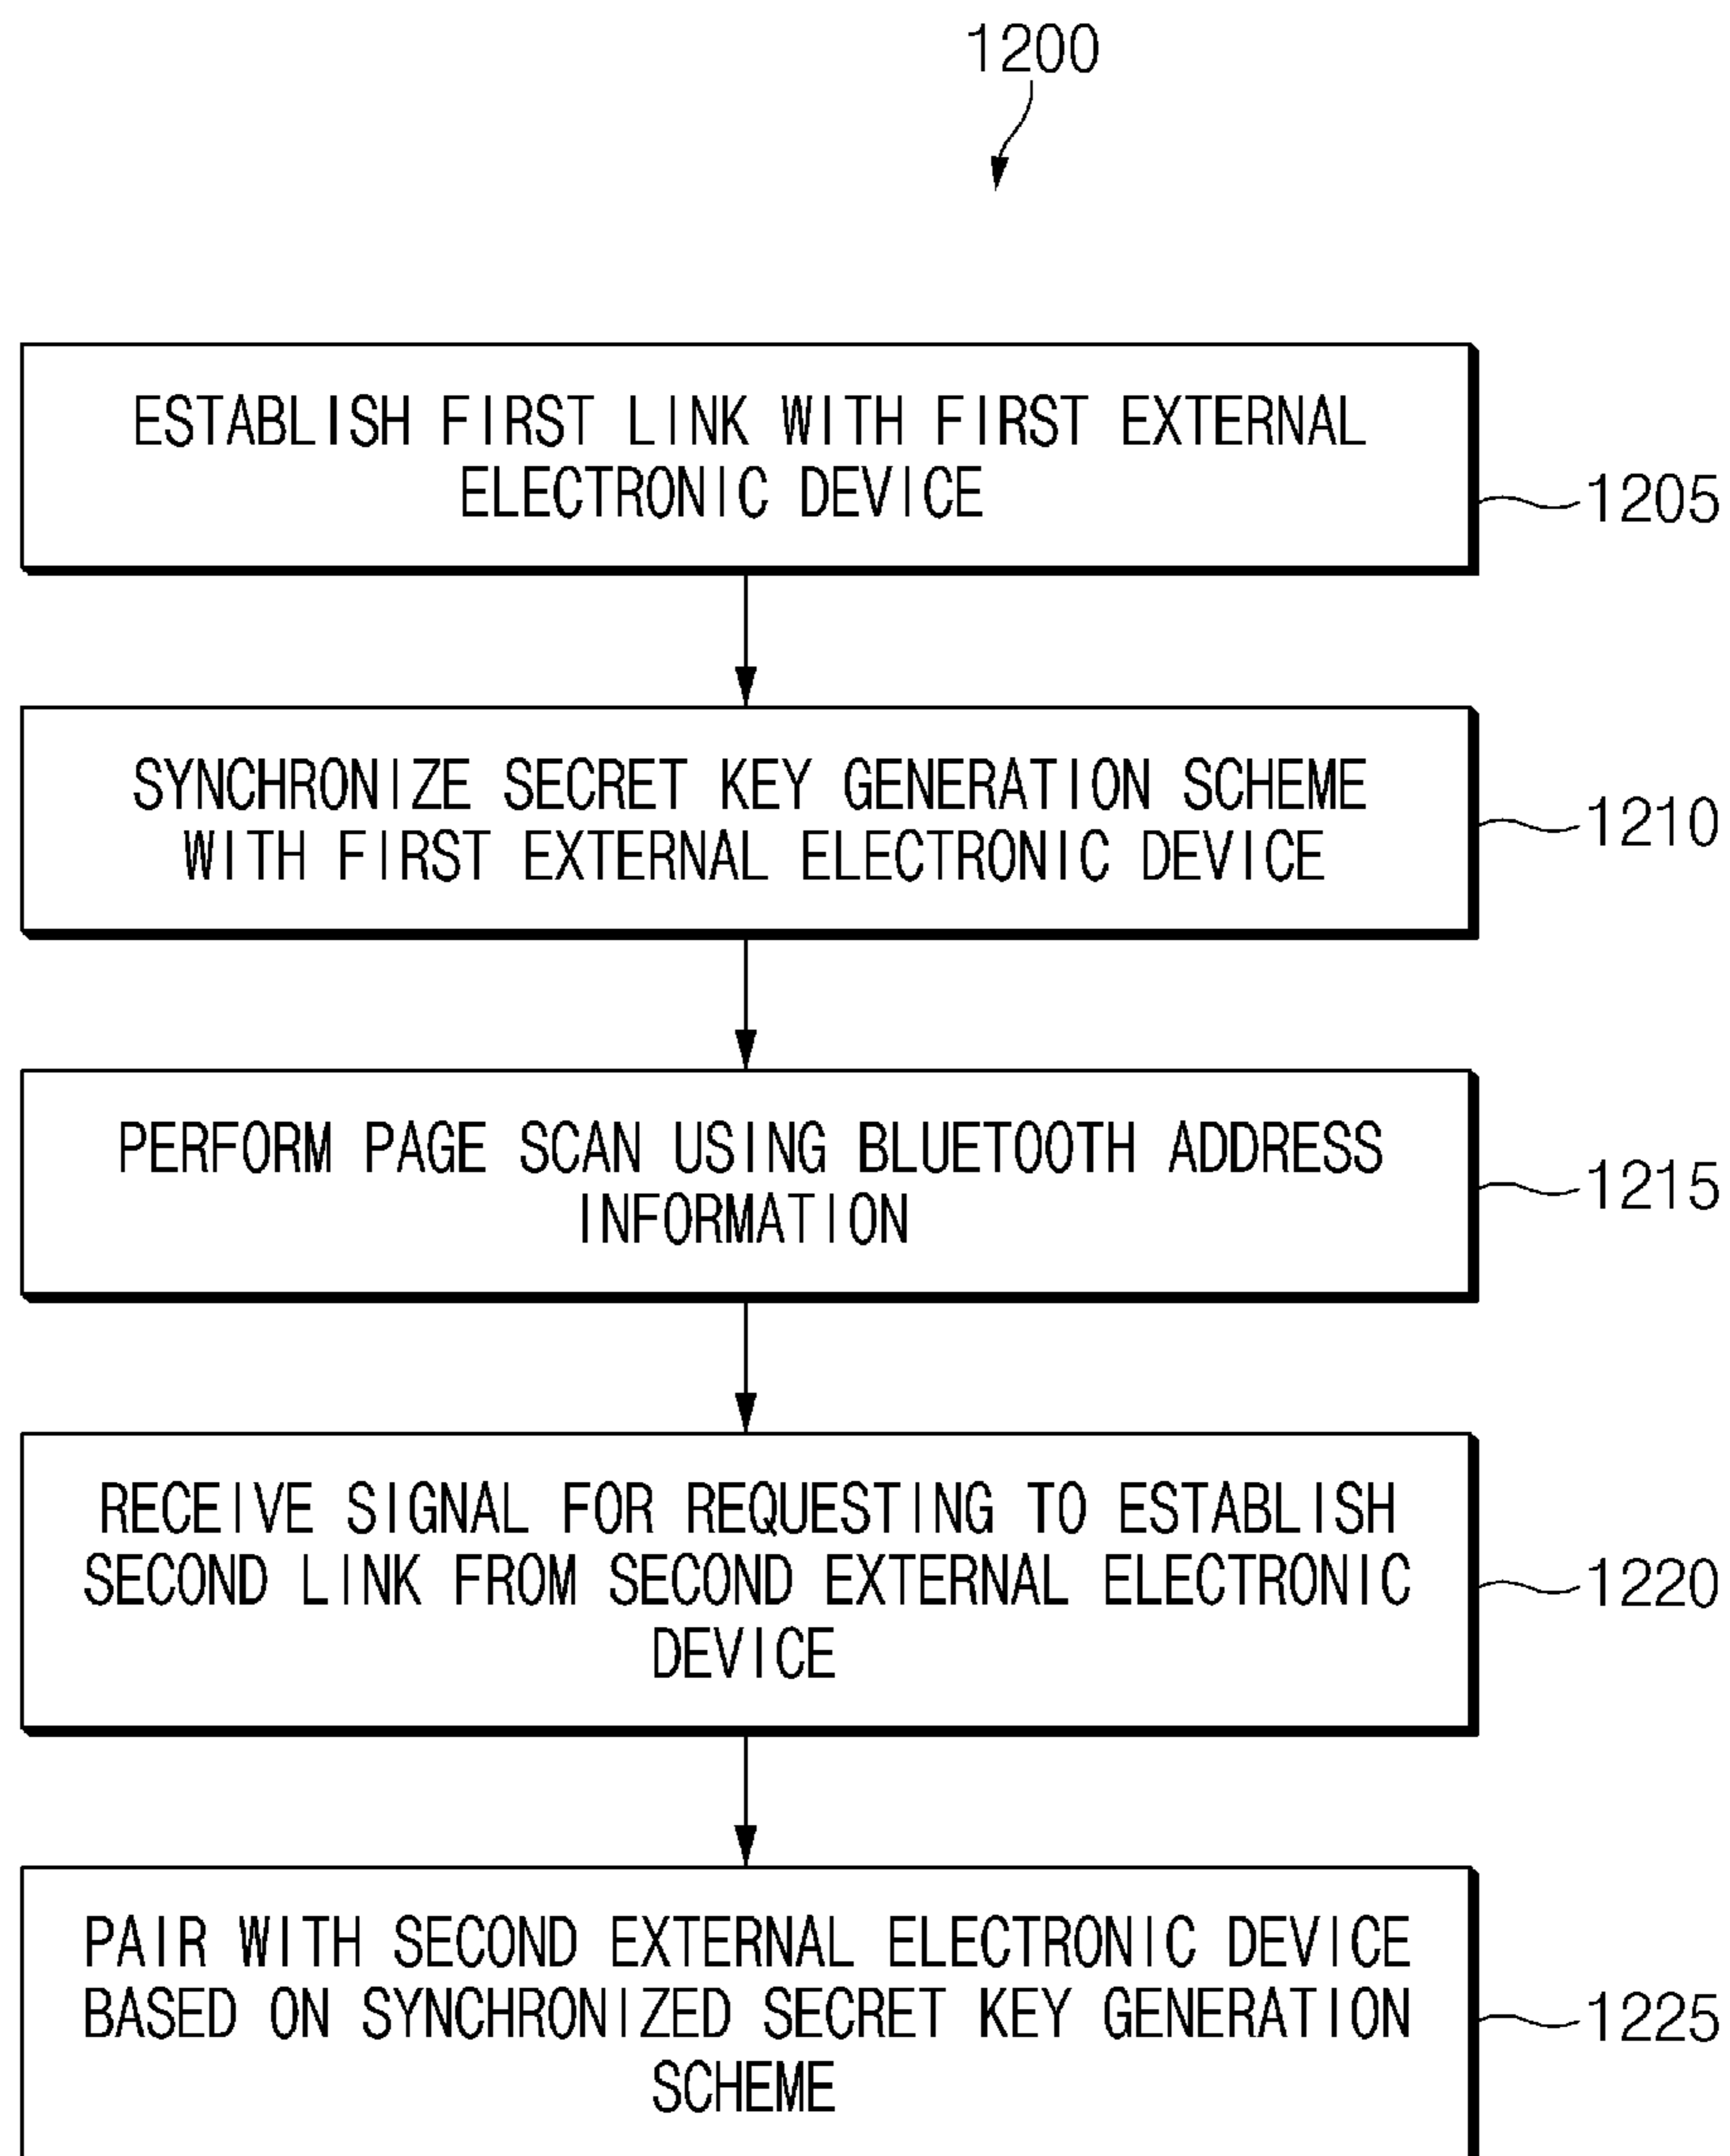 1200
ESTABLISH FIRST LINK WITH FIRST EXTERNAL
ELECTRONIC DEVICE
1205
SYNCHRONIZE SECRET KEY GENERATION SCHEME
WITH FIRST EXTERNAL ELECTRONIC DEVICE
1210
PERFORM PAGE SCAN USING BLUETOOTH ADDRESS
INFORMATION
1215
RECEIVE SIGNAL FOR REQUESTING TO ESTABLISH
SECOND LINK FROM SECOND EXTERNAL ELECTRONIC
DEVICE
1220
PAIR WITH SECOND EXTERNAL ELECTRONIC DEVICE
BASED ON SYNCHRONIZED SECRET KEY GENERATION
SCHEME
1225